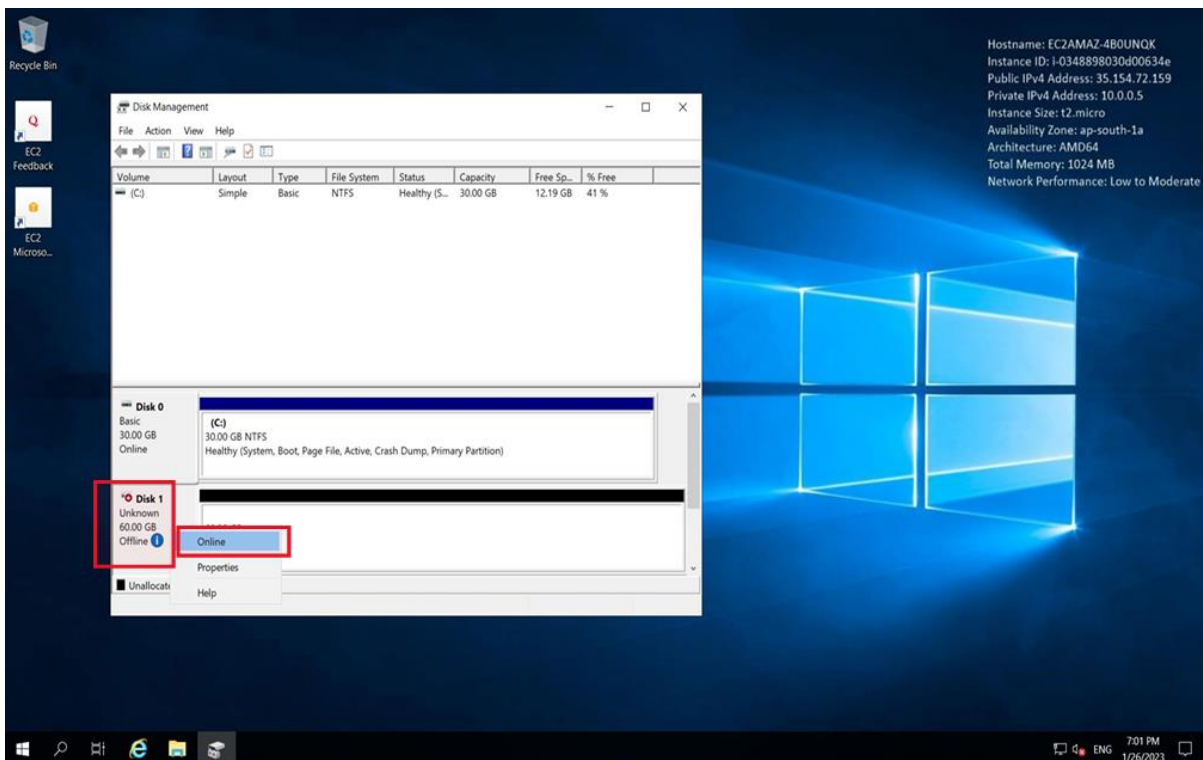 Recycle Bin
EC2
Feedback
EC2
Microso...
Hostname: EC2AMAZ-4B0UNQK
Instance ID: i-0348898030d00634e
Public IPv4 Address: 35.154.72.159
Private IPv4 Address: 10.0.0.5
Instance Size: t2.micro
Availability Zone: ap-south-1a
Architecture: AMD64
Total Memory: 1024 MB
Network Performance: Low to Moderate
Disk Management
File Action View Help
Volume Layout Type File System Status Capacity Free Sp... % Free
(C:) Simple Basic NTFS Healthy (S... 30.00 GB 12.19 GB 41 %
Disk 0
Basic
30.00 GB
Online
(C:)
30.00 GB NTFS
Healthy (System, Boot, Page File, Active, Crash Dump, Primary Partition)
Disk 1
Unknown
60.00 GB
Offline
Online
Properties
Help
Unallocate
ENG
7:01 PM
1/26/2023